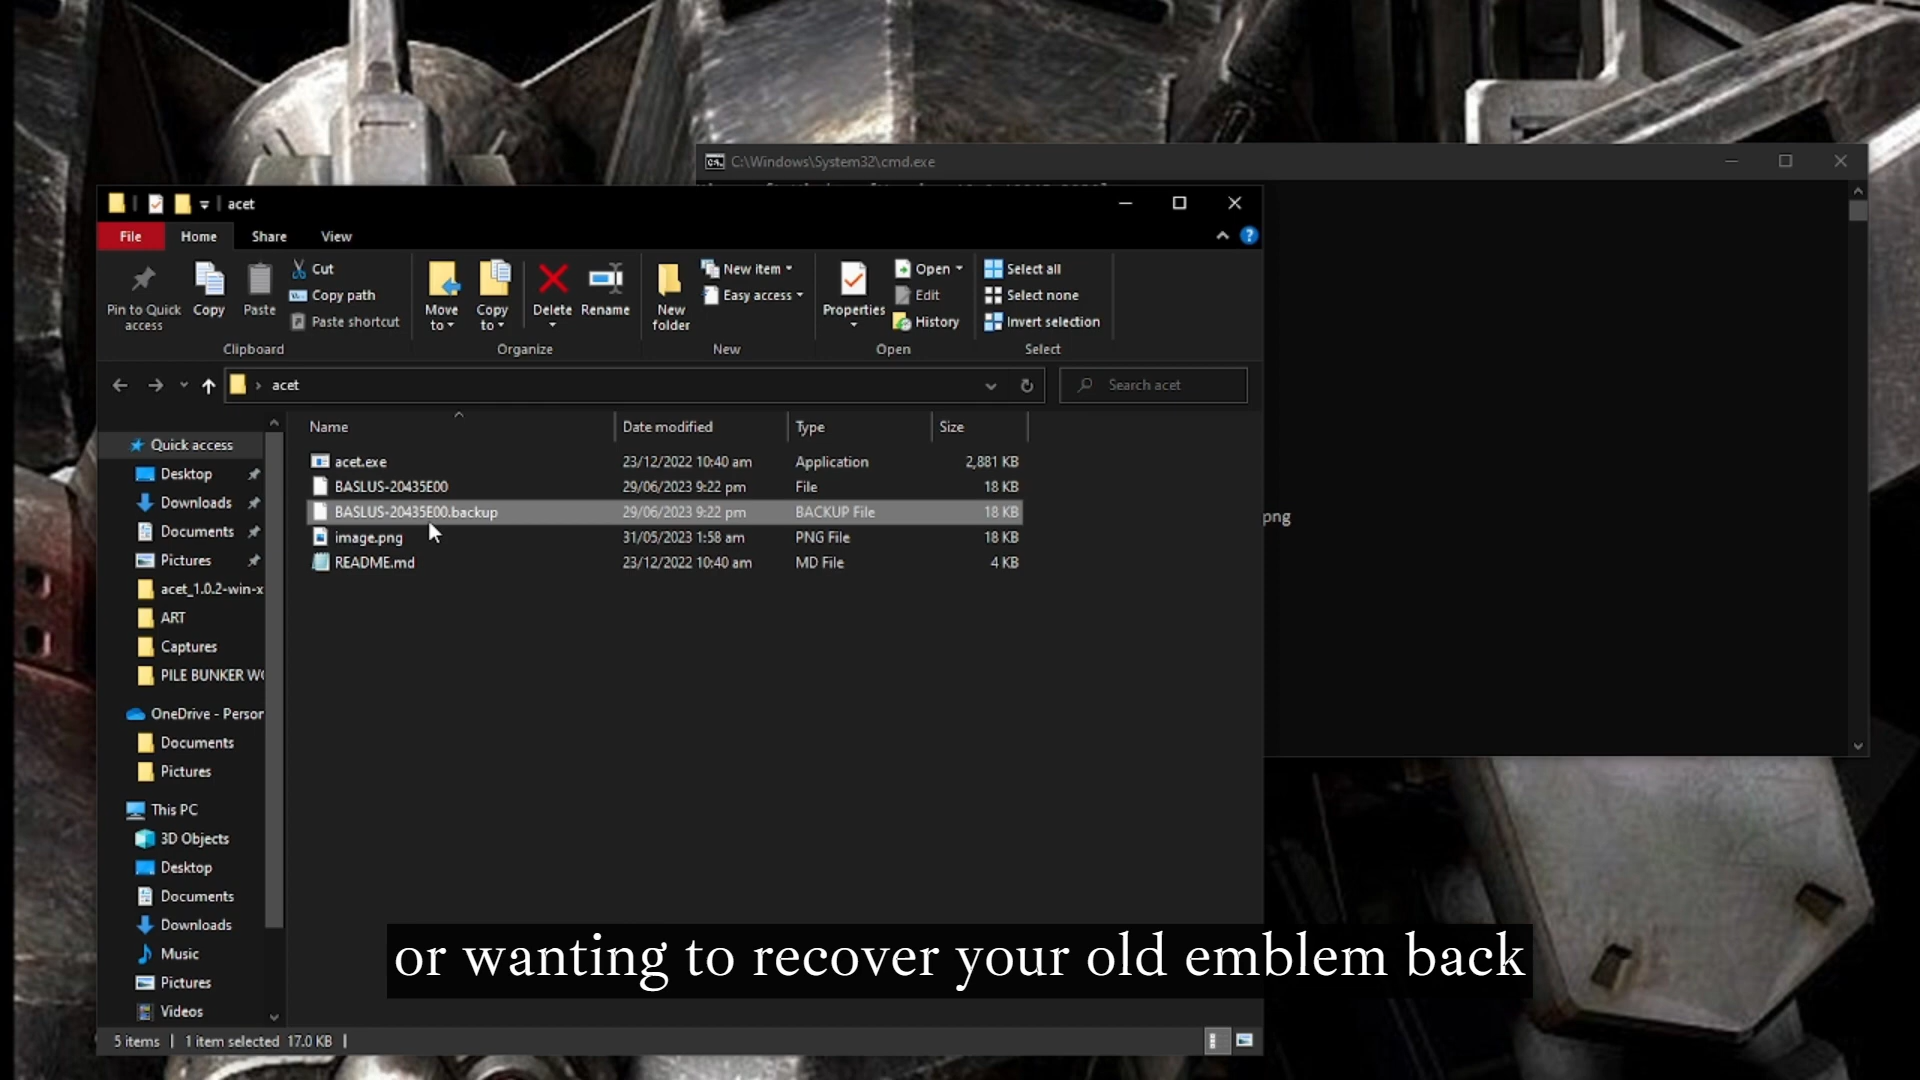 C:\Windows\System32\cmd.exe
acet
File Home Share View
Pin to Quick access
Copy
Paste
Cut
Copy path
Paste shortcut
Clipboard
Move to
Copy to
Delete
Rename
Organize
New folder
New item
Easy access
New
Properties
Open
Edit
History
Open
Select all
Select none
Invert selection
Select
acet
Search acet
Name Date modified Type Size
acet.exe 23/12/2022 10:40 am Application 2,881 KB
BASLUS-20435E00 29/06/2023 9:22 pm File 18 KB
BASLUS-20435E00.backup 29/06/2023 9:22 pm BACKUP File 18 KB
image.png 31/05/2023 1:58 am PNG File 18 KB
README.md 23/12/2022 10:40 am MD File 4 KB
png
Quick access
Desktop
Downloads
Documents
Pictures
acet_1.0.2-win-x
ART
Captures
PILE BUNKER W
OneDrive - Person
Documents
Pictures
This PC
3D Objects
Desktop
Documents
Downloads
Music
Pictures
Videos
or wanting to recover your old emblem back
5 items 1 item selected 17.0 KB